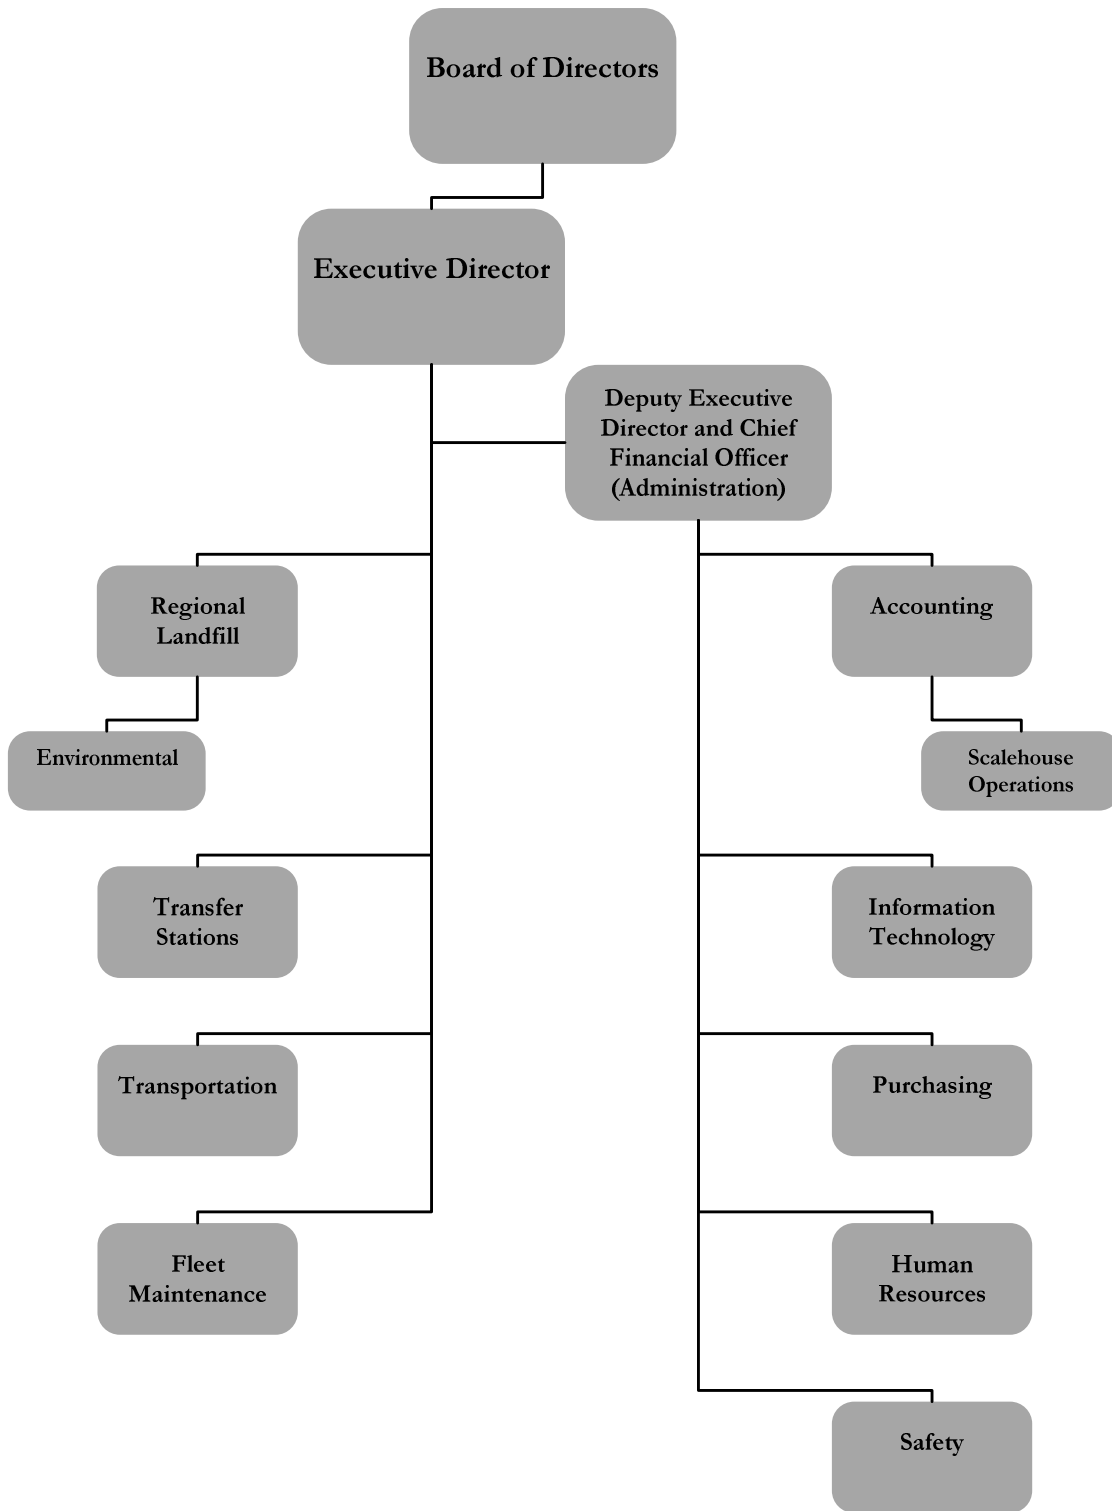 Board of Directors
Executive Director
Deputy Executive
Director and Chief
Financial Officer
(Administration)
Regional
Landfill
Accounting
Environmental
Scalehouse
Operations
Transfer
Stations
Information
Technology
Transportation
Purchasing
Fleet
Maintenance
Human
Resources
Safety